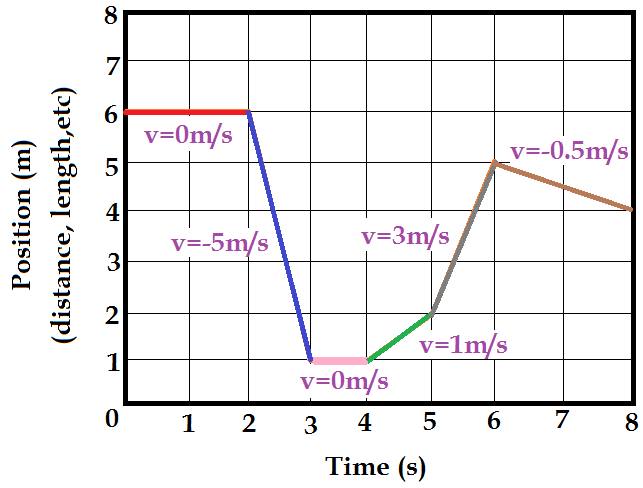 8
7
6
5
4
3
2
1
0
Position (m)
(distance, length,etc)
v=0m/s
v=-5m/s
v=0m/s
v=1m/s
v=3m/s
v=-0.5m/s
1 2 3 4 5 6 7 8
Time (s)